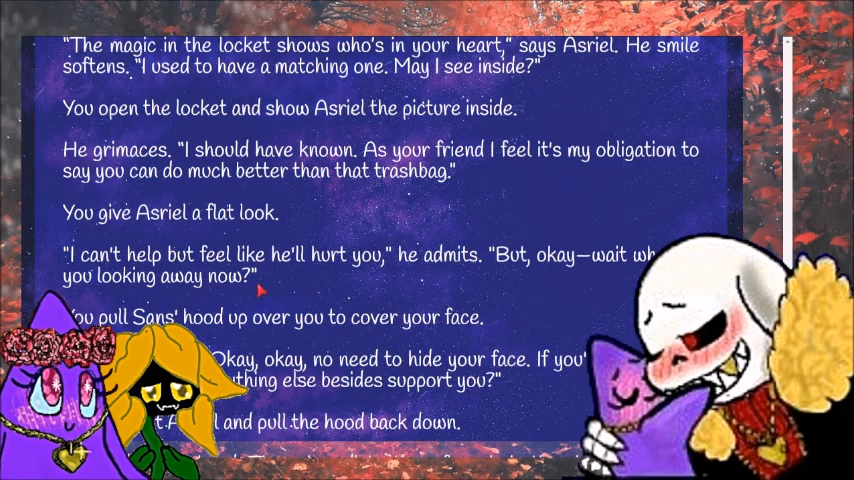 "The magic in the locket shows who's in your heart," says Asriel. He smile
softens. "I used to have a matching one. May I see inside?"
You open the locket and show Asriel the picture inside.
He grimaces. "I should have known. As your friend I feel it's my obligation to
say you can do much better than that trashbag."
You give Asriel a flat look.
"I can't help but feel like he'll hurt you," he admits. "But, okay—wait
you looking away now?"
You pull Sans' hood up over you to cover your face.
Okay, okay, no need to hide your face. If
else besides support you?"
and pull the hood back down.